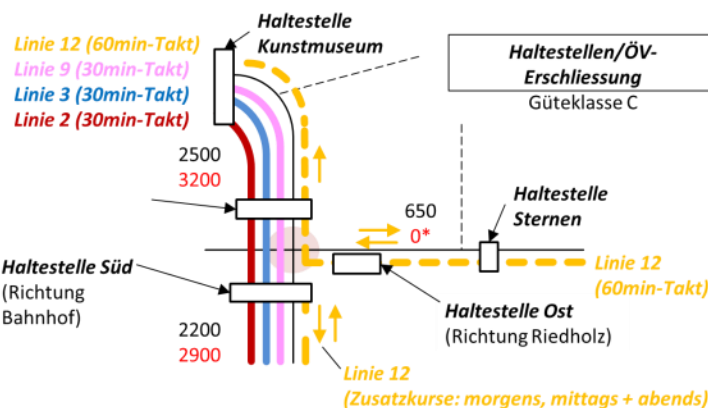 Haltestelle
Kunstmuseum
Linie 12 (60min-Takt)
Linie 9 (30min-Takt)
Linie 3 (30min-Takt)
Linie 2 (30min-Takt)
Haltestellen/ÖV-
Erschliessung
Güteklasse C
2500
3200
650
0*
Haltestelle
Sternen
Haltestelle Süd
(Richtung
Bahnhof)
Linie 12
(60min-Takt)
Haltestelle Ost
(Richtung Riedholz)
2200
2900
Linie 12
(Zusatzkurse: morgens, mittags + abends)